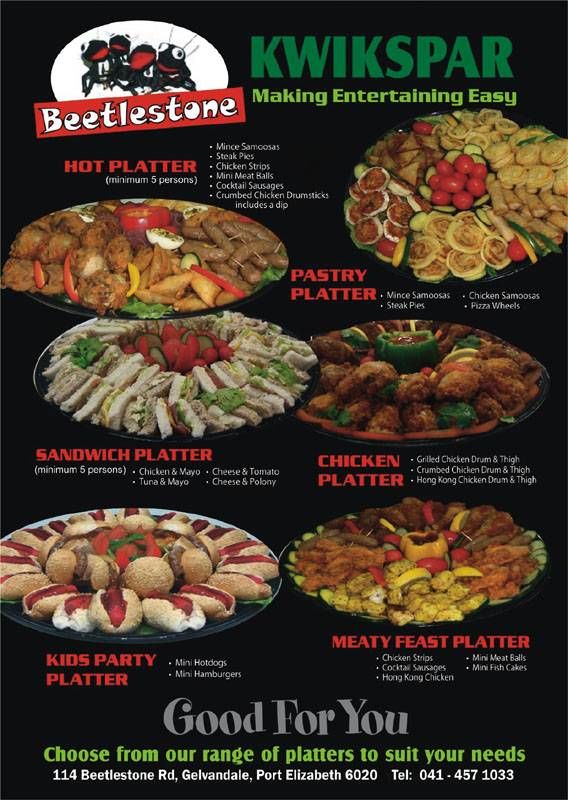 KWIKSPAR
Making Entertaining Easy
Beetlestone
HOT PLATTER
(minimum 5 persons)
• Mince Samoosas
• Steak Pies
• Chicken Strips
• Mini Meat Balls
• Cocktail Sausages
• Crumbed Chicken Drumsticks
includes a dip
PASTRY
PLATTER
• Mince Samoosas • Chicken Samoosas
• Steak Pies • Pizza Wheels
SANDWICH PLATTER
(minimum 5 persons)
• Chicken & Mayo • Cheese & Tomato
• Tuna & Mayo • Cheese & Polony
CHICKEN
PLATTER
• Grilled Chicken Drum & Thigh
• Crumbed Chicken Drum & Thigh
• Hong Kong Chicken Drum & Thigh
KIDS PARTY
PLATTER
• Mini Hotdogs
• Mini Hamburgers
MEATY FEAST PLATTER
• Chicken Strips • Mini Meat Balls
• Cocktail Sausages • Mini Fish Cakes
• Hong Kong Chicken
Good For You
Choose from our range of platters to suit your needs
114 Beetlestone Rd, Gelvandale, Port Elizabeth 6020 Tel: 041 - 457 1033